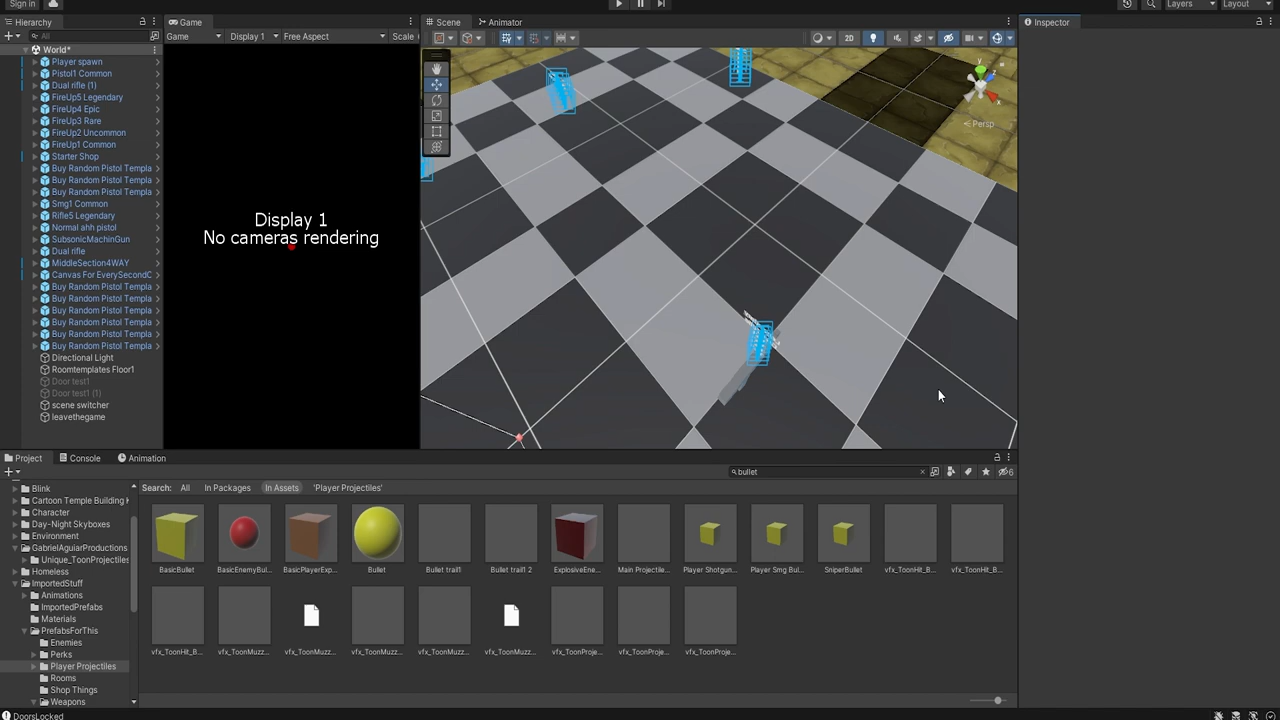 Sign in
Layers
Layout
Hierarchy
Game
Scene
Animator
Inspector
All
Game
Display 1
Free Aspect
Scale
2D
World*
Player spawn
Pistol1 Common
Dual rifle (1)
FireUp5 Legendary
FireUp4 Epic
FireUp3 Rare
FireUp2 Uncommon
FireUp1 Common
Starter Shop
Buy Random Pistol Templa
Buy Random Pistol Templa
Buy Random Pistol Templa
Smg1 Common
Rifle5 Legendary
Normal ahh pistol
SubsonicMachinGun
Dual rifle
MiddleSection4WAY
Canvas For EverySecondC
Buy Random Pistol Templa
Buy Random Pistol Templa
Buy Random Pistol Templa
Buy Random Pistol Templa
Buy Random Pistol Templa
Buy Random Pistol Templa
Directional Light
Roomtemplates Floor1
Door test1
Door test1 (1)
scene switcher
leavethegame
Display 1
No cameras rendering
y
z
x
< Persp
Project
Console
Animation
bullet
6
Search:
All
In Packages
In Assets
'Player Projectiles'
Blink
Cartoon Temple Building K
Character
Day-Night Skyboxes
Environment
GabrielAguiarProductions
Unique_ToonProjectiles
Homeless
ImportedStuff
Animations
ImportedPrefabs
Materials
PrefabsForThis
Enemies
Perks
Player Projectiles
Rooms
Shop Things
Weapons
BasicBullet
BasicEnemyBul...
BasicPlayerExp...
Bullet
Bullet trail1
Bullet trail1 2
ExplosiveEne...
Main Projectile...
Player Shotgun...
Player Smg Bul...
SniperBullet
vfx_ToonHit_B...
vfx_ToonHit_B...
vfx_ToonHit_B...
vfx_ToonMuzz...
vfx_ToonMuzz...
vfx_ToonMuzz...
vfx_ToonMuzz...
vfx_ToonMuzz...
vfx_ToonProje...
vfx_ToonProje...
vfx_ToonProje...
DoorsLocked